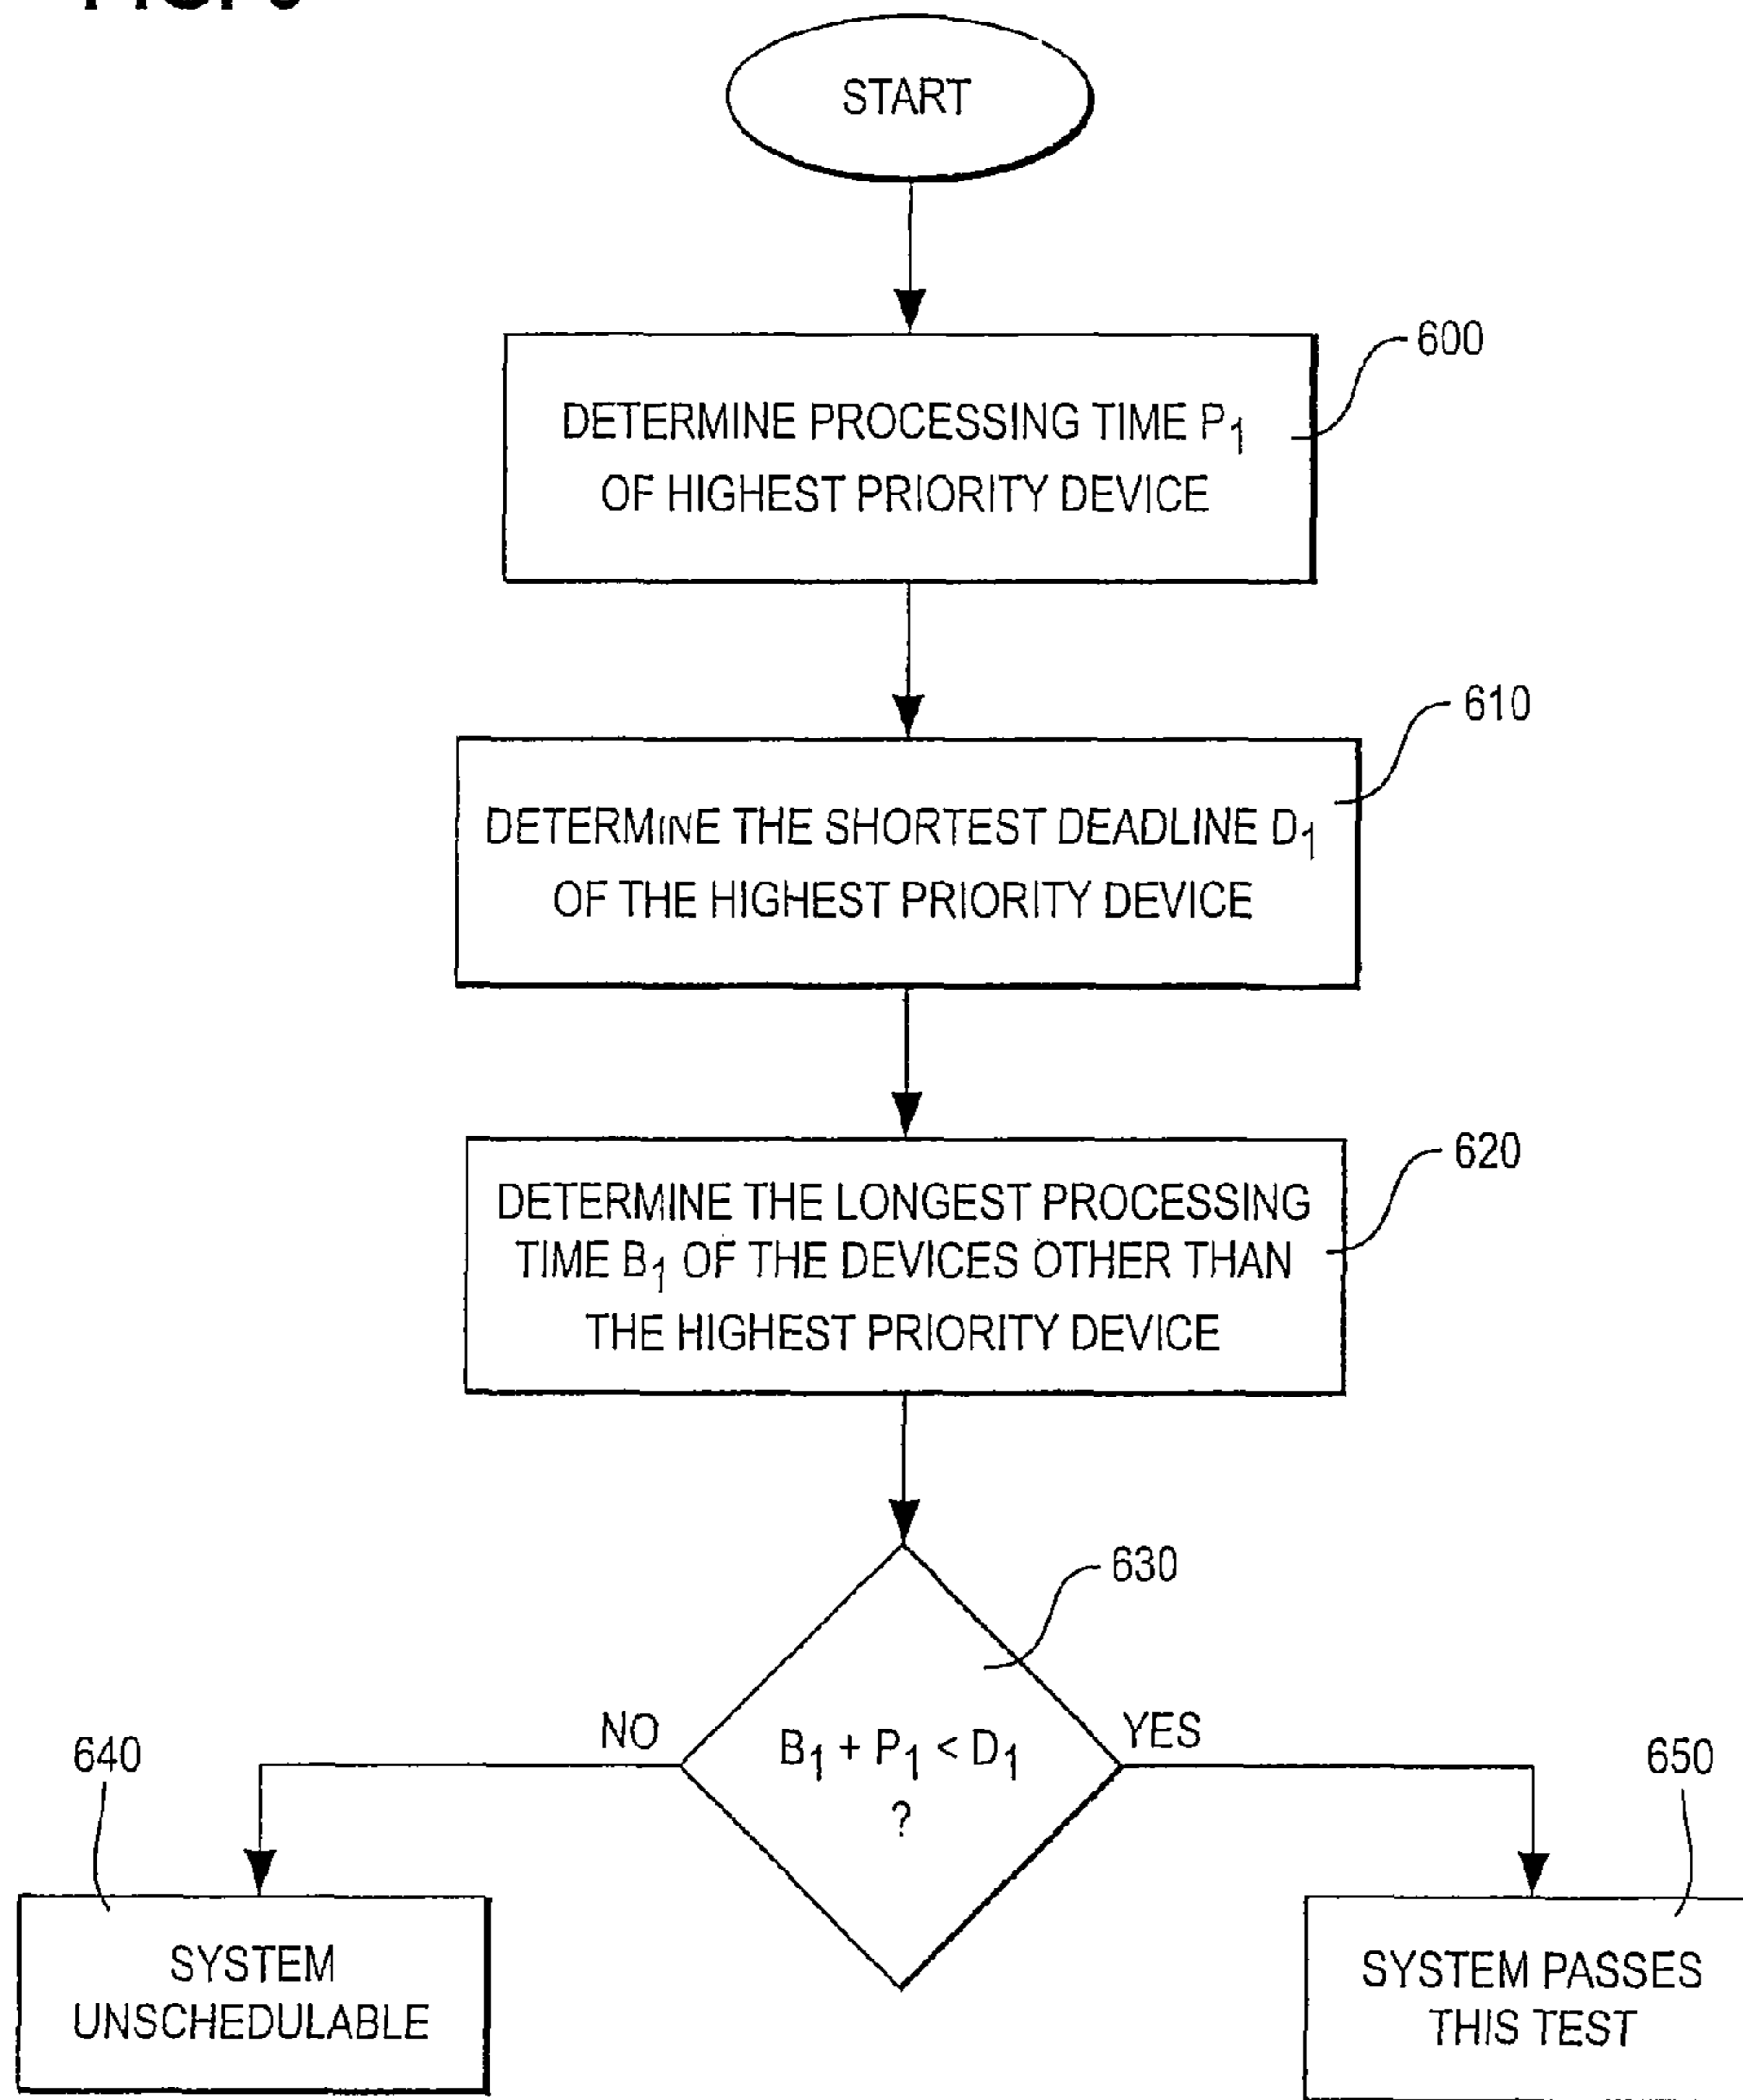 START
600
DETERMINE PROCESSING TIME P1
OF HIGHEST PRIORITY DEVICE
610
DETERMINE THE SHORTEST DEADLINE D1
OF THE HIGHEST PRIORITY DEVICE
620
DETERMINE THE LONGEST PROCESSING
TIME B1 OF THE DEVICES OTHER THAN
THE HIGHEST PRIORITY DEVICE
630
NO
YES
B1 + P1 < D1
?
640
650
SYSTEM
UNSCHEDULABLE
SYSTEM PASSES
THIS TEST